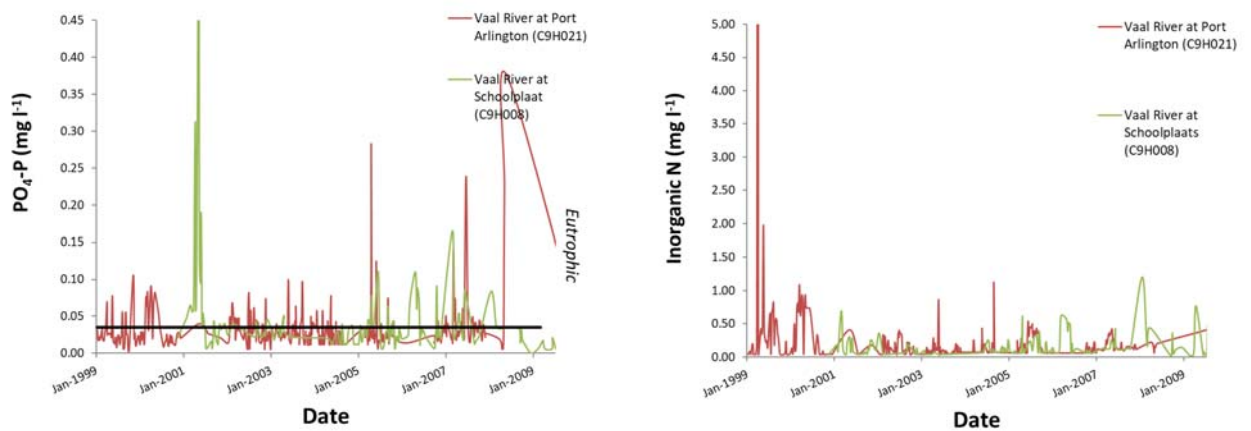 0.45
0.40
0.35
0.30
0.25
0.20
0.15
0.10
0.05
0.00
PO4-P (mg l-1)
Jan-1999
Jan-2001
Jan-2003
Jan-2005
Jan-2007
Jan-2009
Date
Vaal River at Port
Arlington (C9H021)
Vaal River at
Schoolplaat
(C9H008)
Eutrophic
5.00
4.50
4.00
3.50
3.00
2.50
2.00
1.50
1.00
0.50
0.00
Inorganic N (mg l-1)
Jan-1999
Jan-2001
Jan-2003
Jan-2005
Jan-2007
Jan-2009
Date
Vaal River at Port
Arlington (C9H021)
Vaal River at
Schoolplaats
(C9H008)